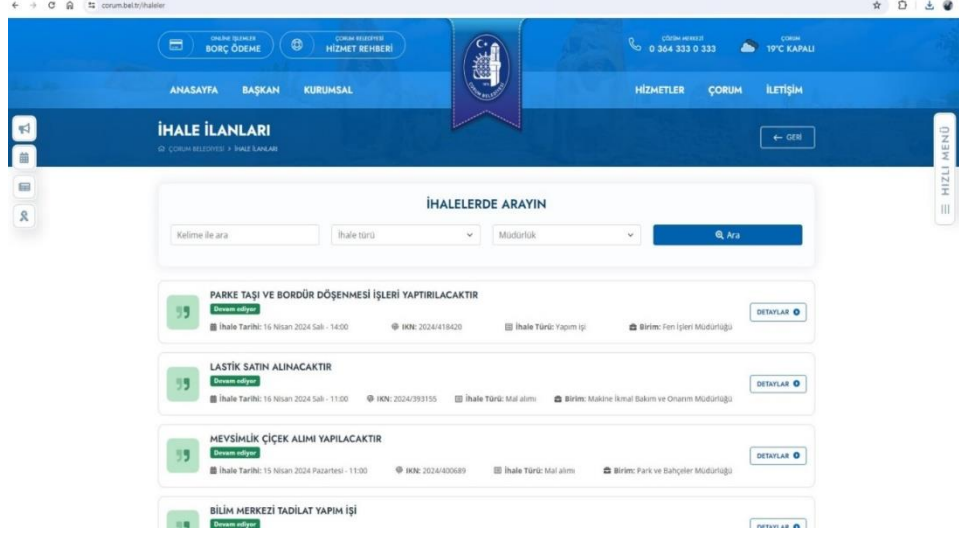 corum.bel.tr/ihaleler
ONLINE İŞLEMLER
BORÇ ÖDEME
ÇORUM BELEDİYESİ
HİZMET REHBERİ
ÇÖZÜM MERKEZİ
0 364 333 0 333
ÇORUM
19°C KAPALI
ANASAYFA BAŞKAN KURUMSAL
HİZMETLER ÇORUM İLETİŞİM
İHALE İLANLARI
ÇORUM BELEDİYESİ > İHALE İLANLARI
← GERİ
HIZLI MENÜ
İHALELERDE ARAYIN
Kelime ile ara İhale türü Müdürlük Ara
PARKE TAŞI VE BORDÜR DÖŞENMESİ İŞLERİ YAPTIRILACAKTIR
Devam ediyor
İhale Tarihi: 16 Nisan 2024 Salı - 14:00 IKN: 2024/418420 İhale Türü: Yapım işi Birim: Fen İşleri Müdürlüğü
DETAYLAR
LASTİK SATIN ALINACAKTIR
Devam ediyor
İhale Tarihi: 16 Nisan 2024 Salı - 11:00 IKN: 2024/393155 İhale Türü: Mal alımı Birim: Makine İkmal Bakım ve Onarım Müdürlüğü
DETAYLAR
MEVSİMLİK ÇİÇEK ALIMI YAPILACAKTIR
Devam ediyor
İhale Tarihi: 15 Nisan 2024 Pazartesi - 11:00 IKN: 2024/400689 İhale Türü: Mal alımı Birim: Park ve Bahçeler Müdürlüğü
DETAYLAR
BİLİM MERKEZİ TADİLAT YAPIM İŞİ
Devam ediyor
DETAYLAR